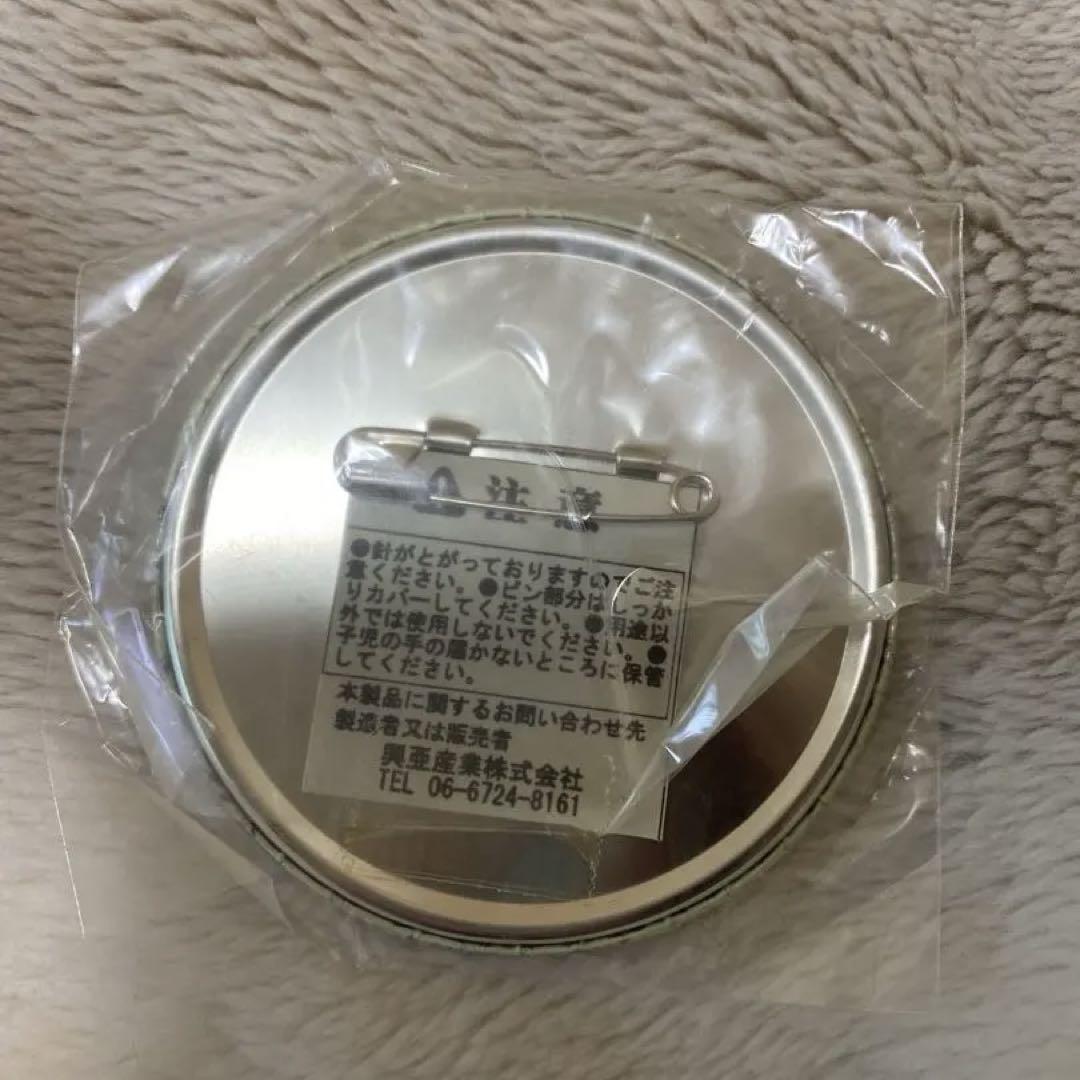 ⚠注意
●針がとがっておりますのでご注
意ください。●ピン部分はしっか
りカバーしてください。●用途以
外では使用しないでください。●
子児の手の届かないところに保管
してください。
本製品に関するお問い合わせ先
製造者又は販売者
興亜産業株式会社
TEL 06-6724-8161